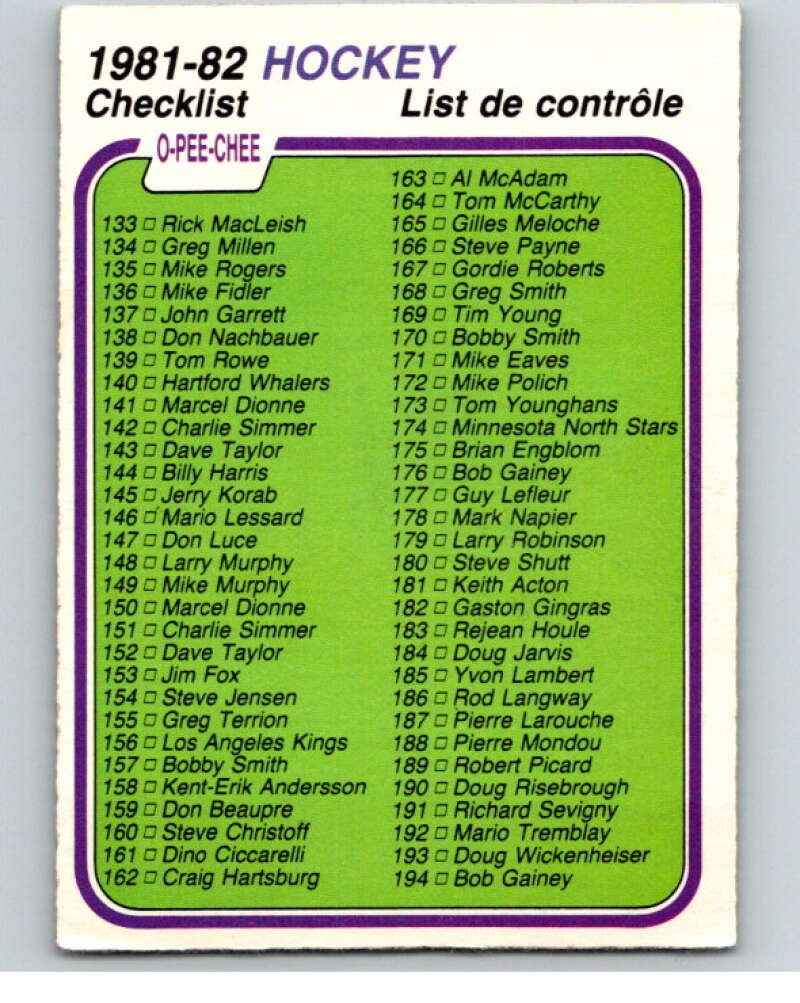 1981-82 HOCKEY
Checklist List de contrôle
O-PEE-CHEE
133 Rick MacLeish
134 Greg Millen
135 Mike Rogers
136 Mike Fidler
137 John Garrett
138 Don Nachbauer
139 Tom Rowe
140 Hartford Whalers
141 Marcel Dionne
142 Charlie Simmer
143 Dave Taylor
144 Billy Harris
145 Jerry Korab
146 Mario Lessard
147 Don Luce
148 Larry Murphy
149 Mike Murphy
150 Marcel Dionne
151 Charlie Simmer
152 Dave Taylor
153 Jim Fox
154 Steve Jensen
155 Greg Terrion
156 Los Angeles Kings
157 Bobby Smith
158 Kent-Erik Andersson
159 Don Beaupre
160 Steve Christoff
161 Dino Ciccarelli
162 Craig Hartsburg
163 Al McAdam
164 Tom McCarthy
165 Gilles Meloche
166 Steve Payne
167 Gordie Roberts
168 Greg Smith
169 Tim Young
170 Bobby Smith
171 Mike Eaves
172 Mike Polich
173 Tom Younghans
174 Minnesota North Stars
175 Brian Engblom
176 Bob Gainey
177 Guy Lefleur
178 Mark Napier
179 Larry Robinson
180 Steve Shutt
181 Keith Acton
182 Gaston Gingras
183 Rejean Houle
184 Doug Jarvis
185 Yvon Lambert
186 Rod Langway
187 Pierre Larouche
188 Pierre Mondou
189 Robert Picard
190 Doug Risebrough
191 Richard Sevigny
192 Mario Tremblay
193 Doug Wickenheiser
194 Bob Gainey